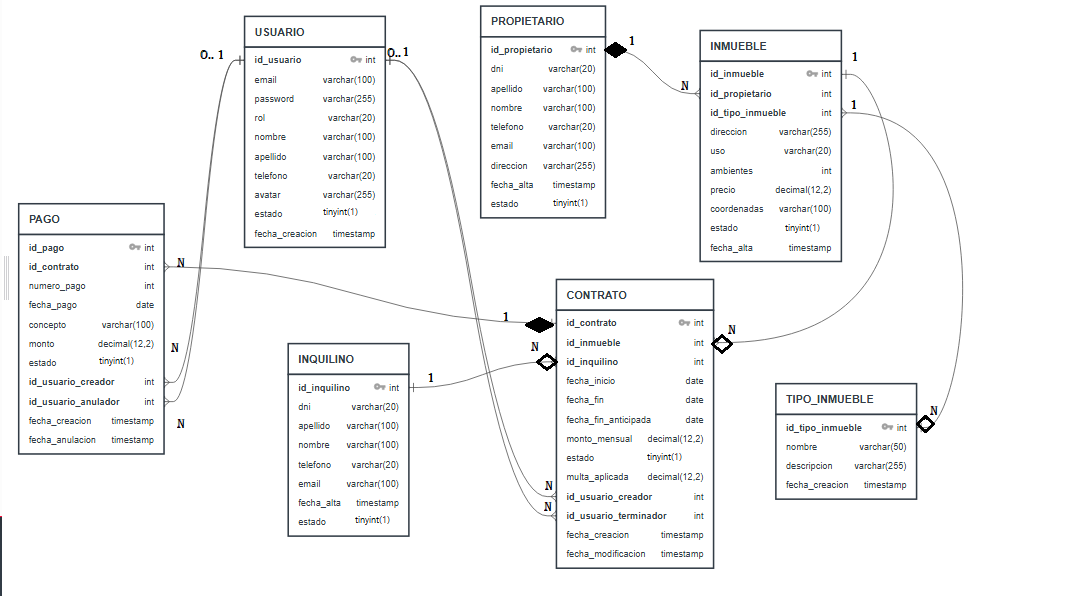 USUARIO
id_usuario int
email varchar(100)
password varchar(255)
rol varchar(20)
nombre varchar(100)
apellido varchar(100)
telefono varchar(20)
avatar varchar(255)
estado tinyint(1)
fecha_creacion timestamp
0.. 1
0.. 1
PROPIETARIO
id_propietario int
dni varchar(20)
apellido varchar(100)
nombre varchar(100)
telefono varchar(20)
email varchar(100)
direccion varchar(255)
fecha_alta timestamp
estado tinyint(1)
1
N
INMUEBLE
id_inmueble int
id_propietario int
id_tipo_inmueble int
direccion varchar(255)
uso varchar(20)
ambientes int
precio decimal(12,2)
coordenadas varchar(100)
estado tinyint(1)
fecha_alta timestamp
1
1
PAGO
id_pago int
id_contrato int
numero_pago int
fecha_pago date
concepto varchar(100)
monto decimal(12,2)
estado tinyint(1)
id_usuario_creador int
id_usuario_anulador int
fecha_creacion timestamp
fecha_anulacion timestamp
N
N
N
INQUILINO
id_inquilino int
dni varchar(20)
apellido varchar(100)
nombre varchar(100)
telefono varchar(20)
email varchar(100)
fecha_alta timestamp
estado tinyint(1)
1
1
N
CONTRATO
id_contrato int
id_inmueble int
id_inquilino int
fecha_inicio date
fecha_fin date
fecha_fin_anticipada date
monto_mensual decimal(12,2)
estado tinyint(1)
multa_aplicada decimal(12,2)
id_usuario_creador int
id_usuario_terminador int
fecha_creacion timestamp
fecha_modificacion timestamp
N
N
N
TIPO_INMUEBLE
id_tipo_inmueble int
nombre varchar(50)
descripcion varchar(255)
fecha_creacion timestamp
N